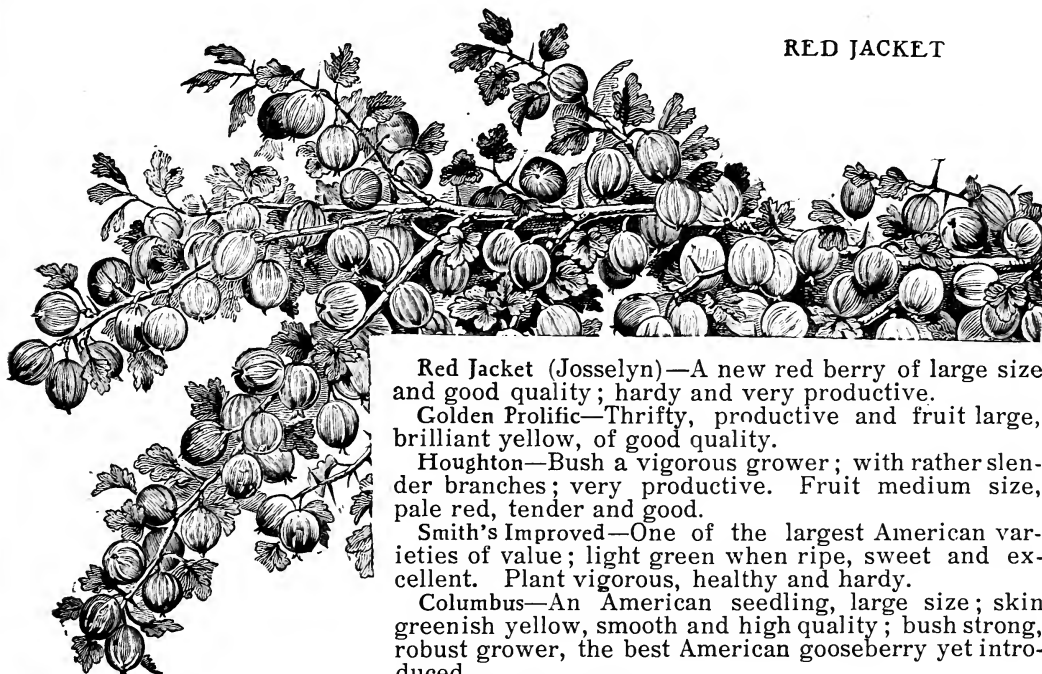 RED JACKET
Red Jacket (Josselyn)—A new red berry of large size
and good quality; hardy and very productive.
Golden Prolific—Thrifty, productive and fruit large,
brilliant yellow, of good quality.
Houghton—Bush a vigorous grower; with rather slen-
der branches; very productive. Fruit medium size,
pale red, tender and good.
Smith's Improved—One of the largest American var-
ieties of value; light green when ripe, sweet and ex-
cellent. Plant vigorous, healthy and hardy.
Columbus—An American seedling, large size; skin
greenish yellow, smooth and high quality; bush strong,
robust grower, the best American gooseberry yet intro-
duced